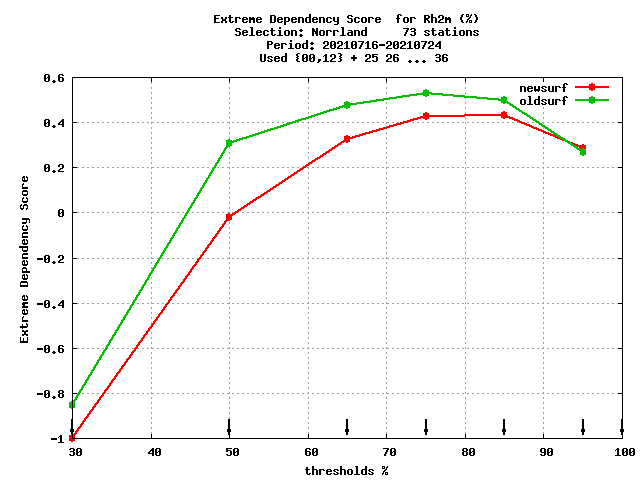 Extreme Dependency Score  for Rh2m (%)
Selection: Norrland     73 stations
Period: 20210716-20210724
Used {00,12} + 25 26 ... 36
newsurf
oldsurf
Extreme Dependency Score
0.6
0.4
0.2
0
-0.2
-0.4
-0.6
-0.8
-1
30 40 50 60 70 80 90 100
thresholds %